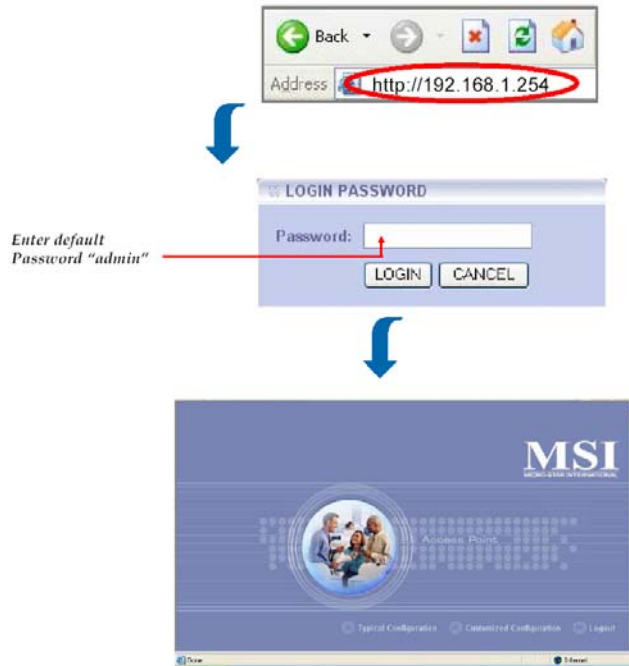 Back
Address http://192.168.1.254
LOGIN PASSWORD
Password:
Enter default
Password "admin"
LOGIN CANCEL
MSI
MICRO-STAR INTERNATIONAL
Access Point
Typical Configuration Customized Configuration Logout
Done Internet